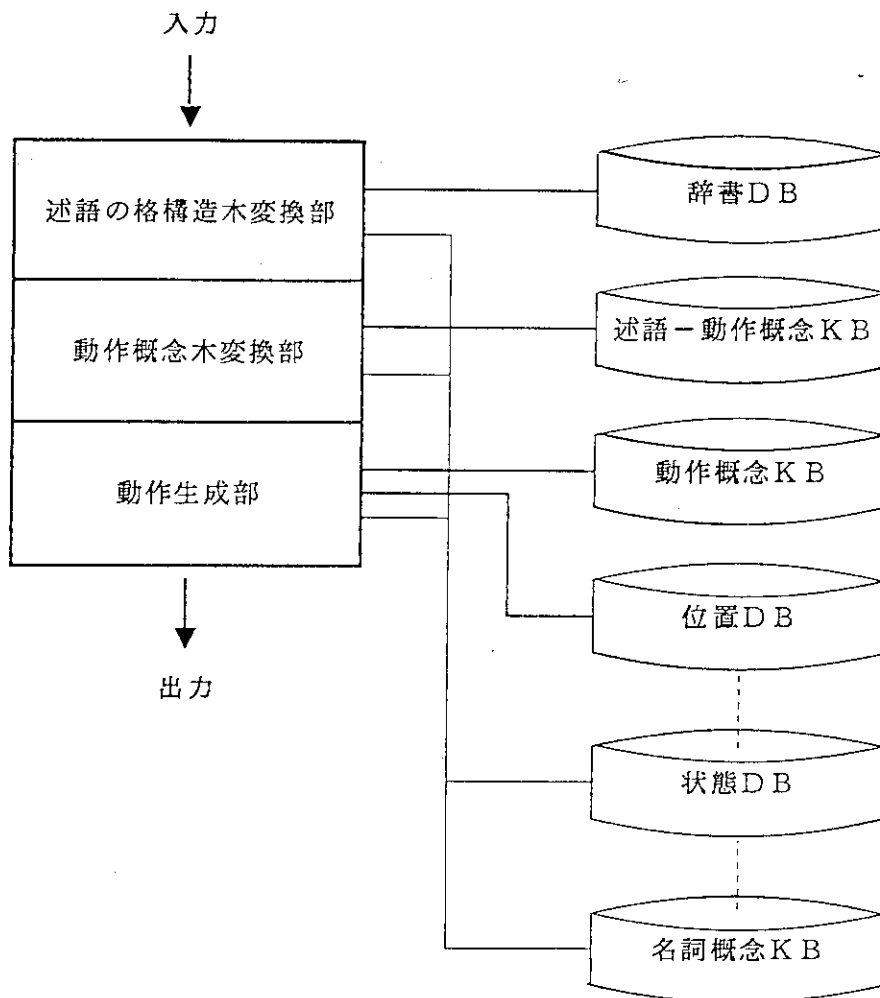 入力
述語の格構造木変換部
動作概念木変換部
動作生成部
出力
辞書DB
述語-動作概念KB
動作概念KB
位置DB
状態DB
名詞概念KB